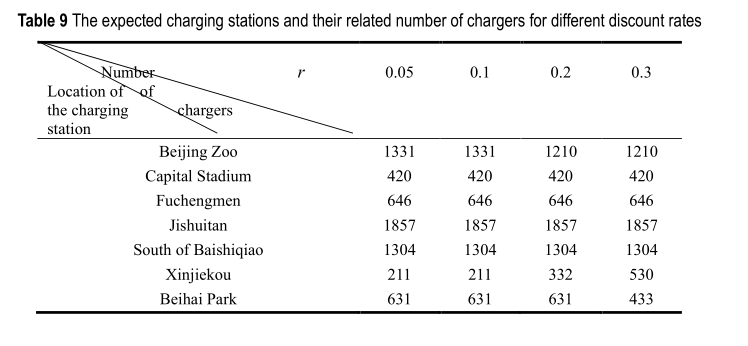 Table 9 The expected charging stations and their related number of chargers for different discount rates
Number of chargers r 0.05 0.1 0.2 0.3
Location of
the charging
station
Beijing Zoo 1331 1331 1210 1210
Capital Stadium 420 420 420 420
Fuchengmen 646 646 646 646
Jishuitan 1857 1857 1857 1857
South of Baishiqiao 1304 1304 1304 1304
Xinjiekou 211 211 332 530
Beihai Park 631 631 631 433